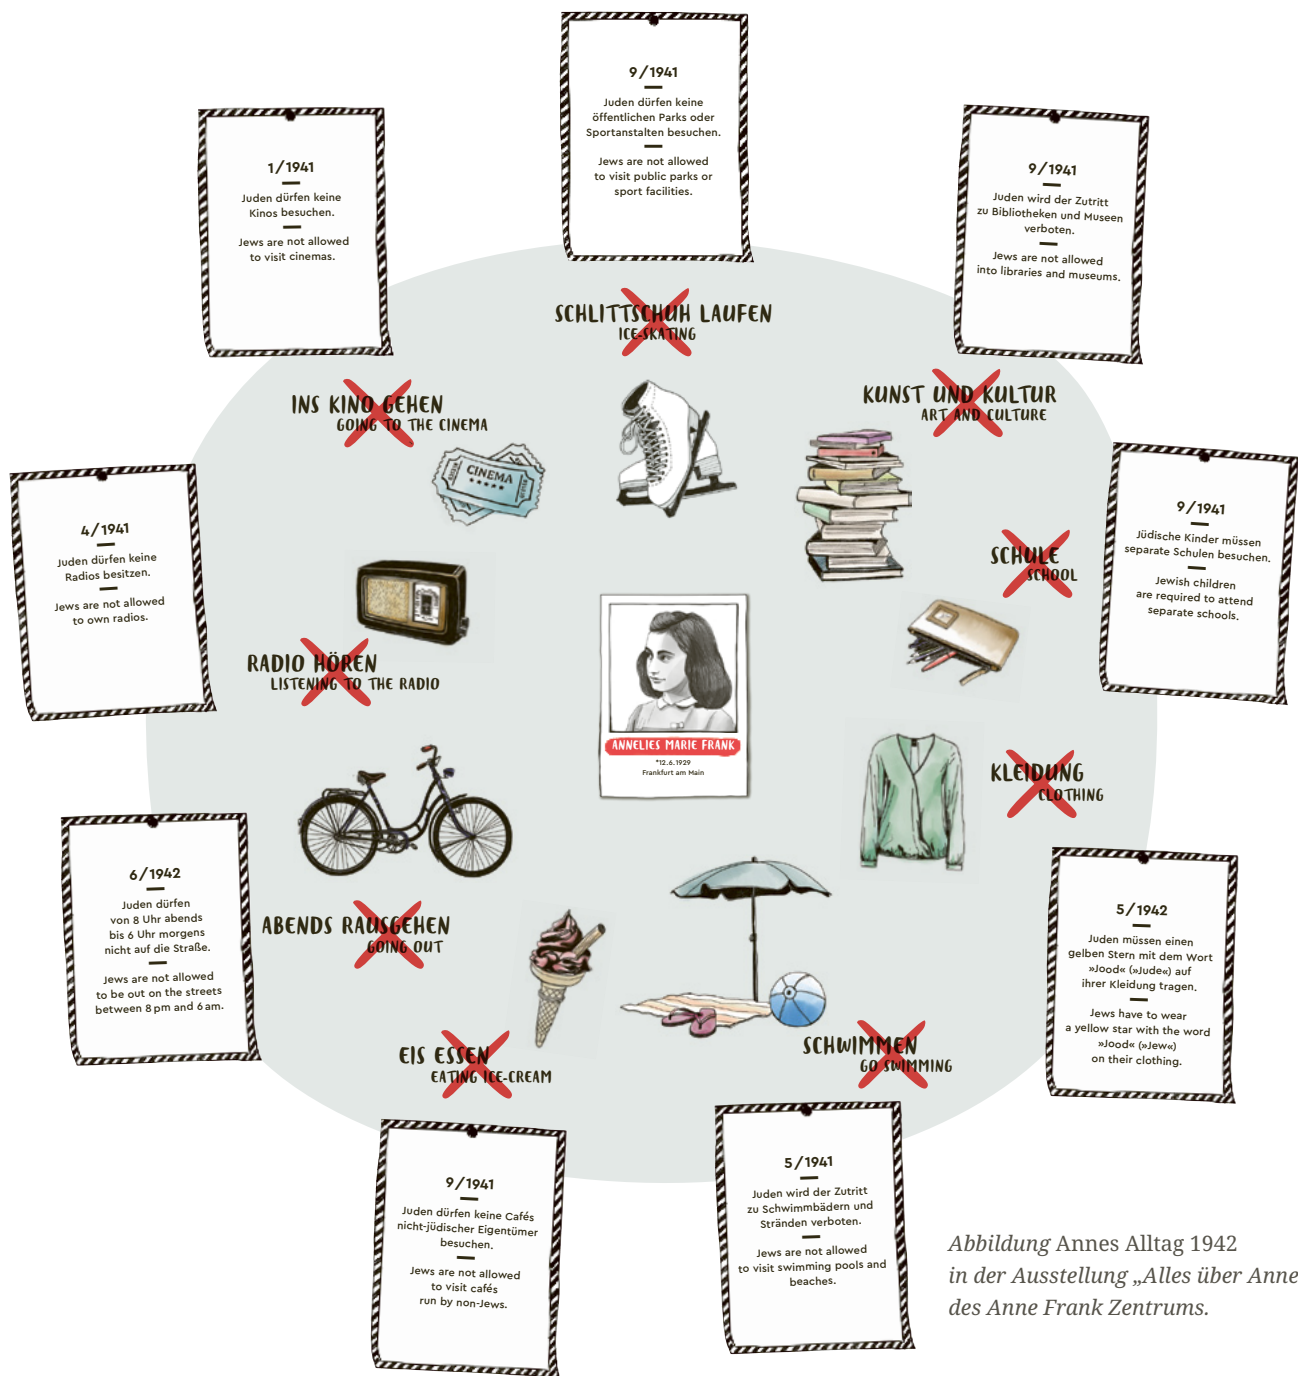 9/1941
Juden dürfen keine
öffentlichen Parks oder
Sportanstalten besuchen.
Jews are not allowed
to visit public parks or
sport facilities.
1/1941
Juden dürfen keine
Kinos besuchen.
Jews are not allowed
to visit cinemas.
9/1941
Juden wird der Zutritt
zu Bibliotheken und Museen
verboten.
Jews are not allowed
into libraries and museums.
SCHLITTSCHUH LAUFEN
ICE-SKATING
INS KINO GEHEN
GOING TO THE CINEMA
CINEMA
KUNST UND KULTUR
ART AND CULTURE
4/1941
Juden dürfen keine
Radios besitzen.
Jews are not allowed
to own radios.
9/1941
Jüdische Kinder müssen
separate Schulen besuchen.
Jewish children
are required to attend
separate schools.
SCHULE
SCHOOL
RADIO HÖREN
LISTENING TO THE RADIO
ANNELIES MARIE FRANK
*12.6.1929
Frankfurt am Main
KLEIDUNG
CLOTHING
6/1942
Juden dürfen
von 8 Uhr abends
bis 6 Uhr morgens
nicht auf die Straße.
Jews are not allowed
to be out on the streets
between 8 pm and 6 am.
ABENDS RAUSGEHEN
GOING OUT
5/1942
Juden müssen einen
gelben Stern mit dem Wort
»Jood« (»Jude«) auf
ihrer Kleidung tragen.
Jews have to wear
a yellow star with the word
»Jood« (»Jew«)
on their clothing.
EIS ESSEN
EATING ICE-CREAM
SCHWIMMEN
GO SWIMMING
9/1941
Juden dürfen keine Cafés
nicht-jüdischer Eigentümer
besuchen.
Jews are not allowed
to visit cafés
run by non-Jews.
5/1941
Juden wird der Zutritt
zu Schwimmbädern und
Stränden verboten.
Jews are not allowed
to visit swimming pools and
beaches.
Abbildung Annes Alltag 1942
in der Ausstellung „Alles über Anne
des Anne Frank Zentrums.